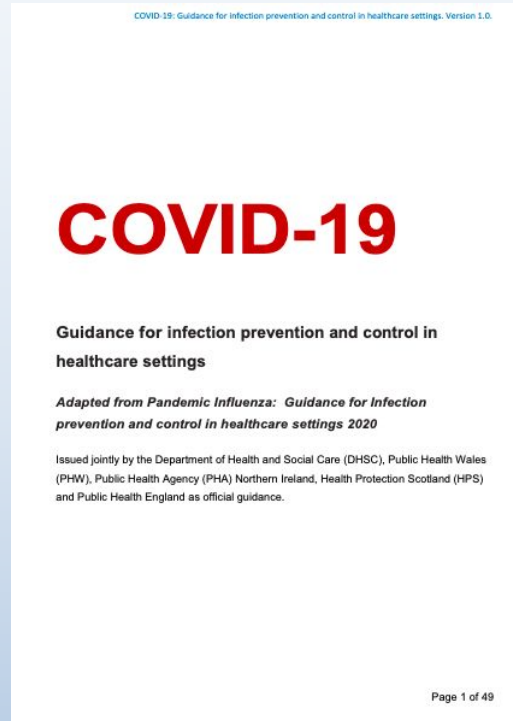 COVID-19: Guidance for infection prevention and control in healthcare settings. Version 1.0.
COVID-19
Guidance for infection prevention and control in
healthcare settings
Adapted from Pandemic Influenza: Guidance for Infection
prevention and control in healthcare settings 2020
Issued jointly by the Department of Health and Social Care (DHSC), Public Health Wales
(PHW), Public Health Agency (PHA) Northern Ireland, Health Protection Scotland (HPS)
and Public Health England as official guidance.
Page 1 of 49